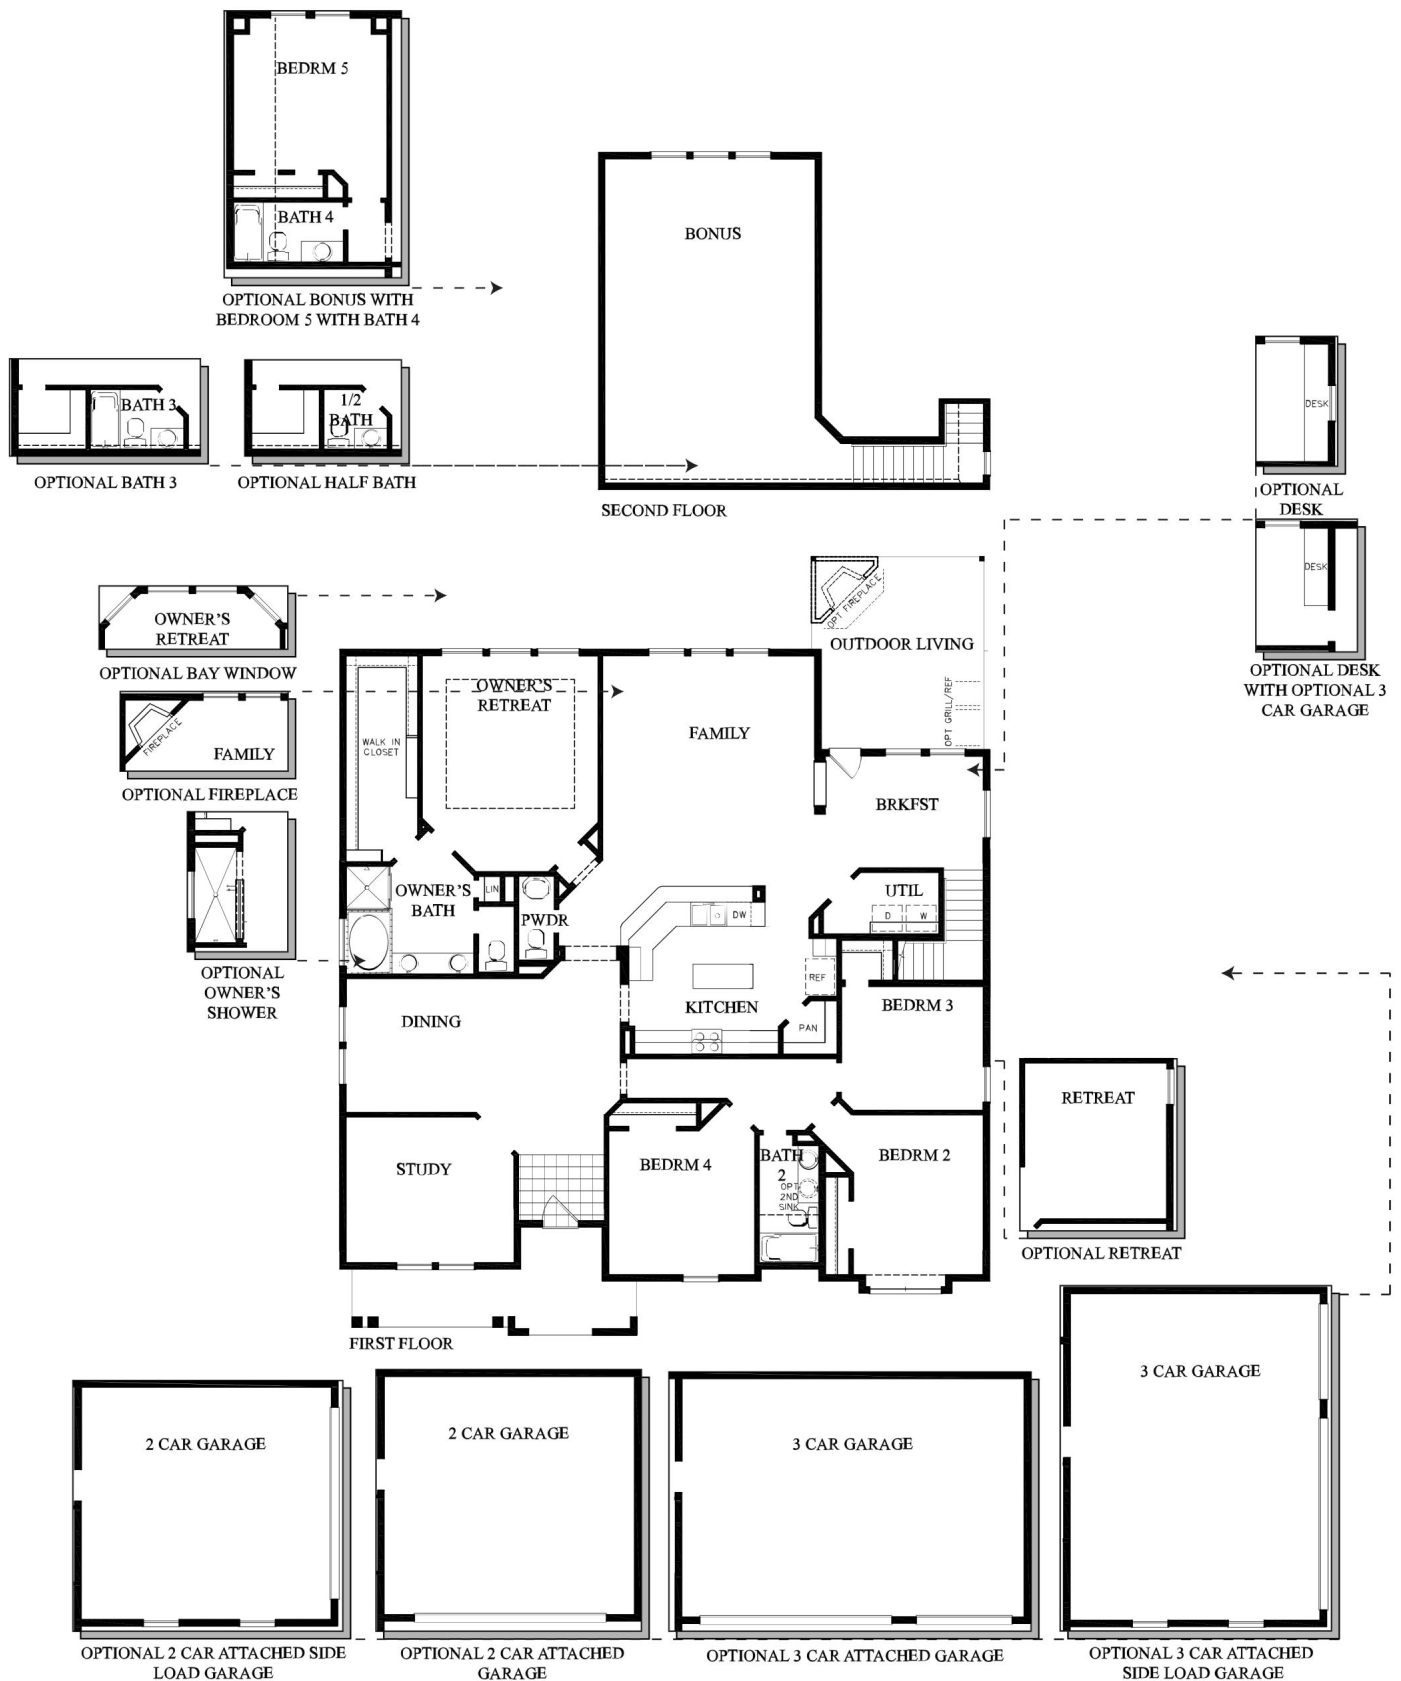 BEDRM 5
BATH 4
OPTIONAL BONUS WITH
BEDROOM 5 WITH BATH 4
BONUS
SECOND FLOOR
BATH 3
OPTIONAL BATH 3
1/2
BATH
OPTIONAL HALF BATH
DESK
OPTIONAL
DESK
DESK
OPTIONAL DESK
WITH OPTIONAL 3
CAR GARAGE
OWNER'S
RETREAT
OPTIONAL BAY WINDOW
FIREPLACE
FAMILY
OPTIONAL FIREPLACE
OPTIONAL
OWNER'S
SHOWER
OPT FIREPLACE
OUTDOOR LIVING
OPT GRILL/REF
OWNER'S
RETREAT
WALK IN
CLOSET
FAMILY
BRKFST
OWNER'S
BATH
LIN
PWDR
DW
UTIL
D
W
REF
KITCHEN
PAN
DINING
BEDRM 3
STUDY
BEDRM 4
BATH
2
OPT
2ND
SINK
BEDRM 2
RETREAT
OPTIONAL RETREAT
FIRST FLOOR
2 CAR GARAGE
OPTIONAL 2 CAR ATTACHED SIDE
LOAD GARAGE
2 CAR GARAGE
OPTIONAL 2 CAR ATTACHED
GARAGE
3 CAR GARAGE
OPTIONAL 3 CAR ATTACHED GARAGE
3 CAR GARAGE
OPTIONAL 3 CAR ATTACHED
SIDE LOAD GARAGE